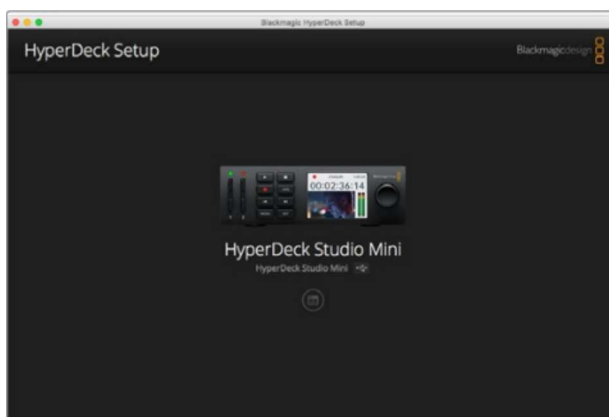 Blackmagic HyperDeck Setup
HyperDeck Setup
Blackmagicdesign
00:02:36:14
HyperDeck Studio Mini
HyperDeck Studio Mini